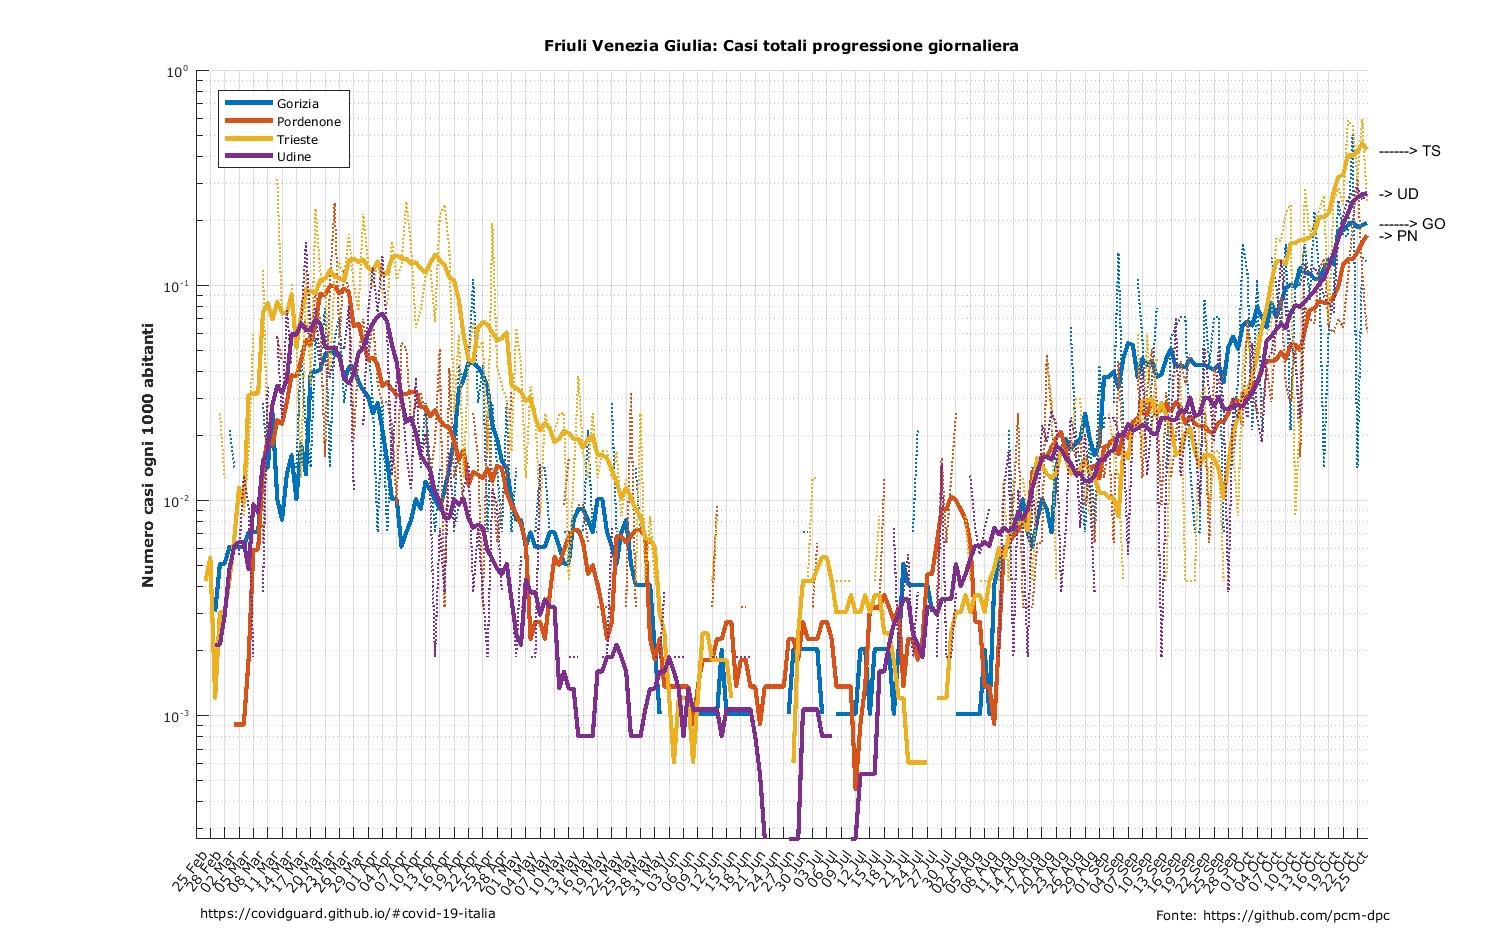 Friuli Venezia Giulia: Casi totali progressione giornaliera
Numero casi ogni 1000 abitanti
10⁰
10⁻¹
10⁻²
10⁻³
Gorizia
Pordenone
Trieste
Udine
------> TS
-> UD
------> GO
-> PN
25 Feb
28 Feb
02 Mar
05 Mar
08 Mar
11 Mar
14 Mar
17 Mar
20 Mar
23 Mar
26 Mar
29 Mar
01 Apr
04 Apr
07 Apr
10 Apr
13 Apr
16 Apr
19 Apr
22 Apr
25 Apr
28 Apr
01 May
04 May
07 May
10 May
13 May
16 May
19 May
22 May
25 May
28 May
31 May
03 Jun
06 Jun
09 Jun
12 Jun
15 Jun
18 Jun
21 Jun
24 Jun
27 Jun
30 Jun
03 Jul
06 Jul
09 Jul
12 Jul
15 Jul
18 Jul
21 Jul
24 Jul
27 Jul
30 Jul
02 Aug
05 Aug
08 Aug
11 Aug
14 Aug
17 Aug
20 Aug
23 Aug
26 Aug
29 Aug
01 Sep
04 Sep
07 Sep
10 Sep
13 Sep
16 Sep
19 Sep
22 Sep
25 Sep
28 Sep
01 Oct
04 Oct
07 Oct
10 Oct
13 Oct
16 Oct
19 Oct
22 Oct
25 Oct
https://covidguard.github.io/#covid-19-italia
Fonte: https://github.com/pcm-dpc